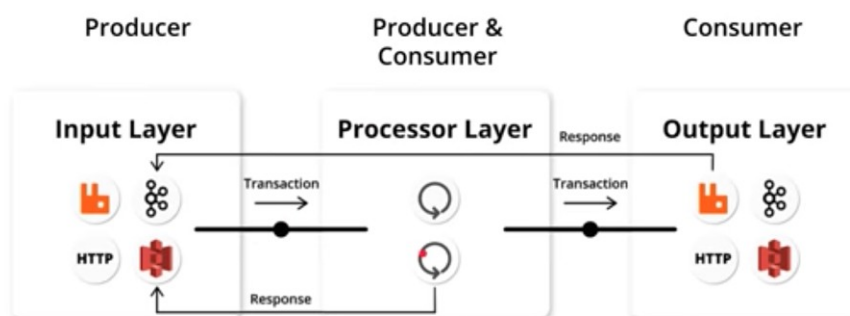 Producer
Producer &
Consumer
Consumer
Input Layer
Processor Layer
Response
Output Layer
Transaction
Transaction
HTTP
HTTP
Response